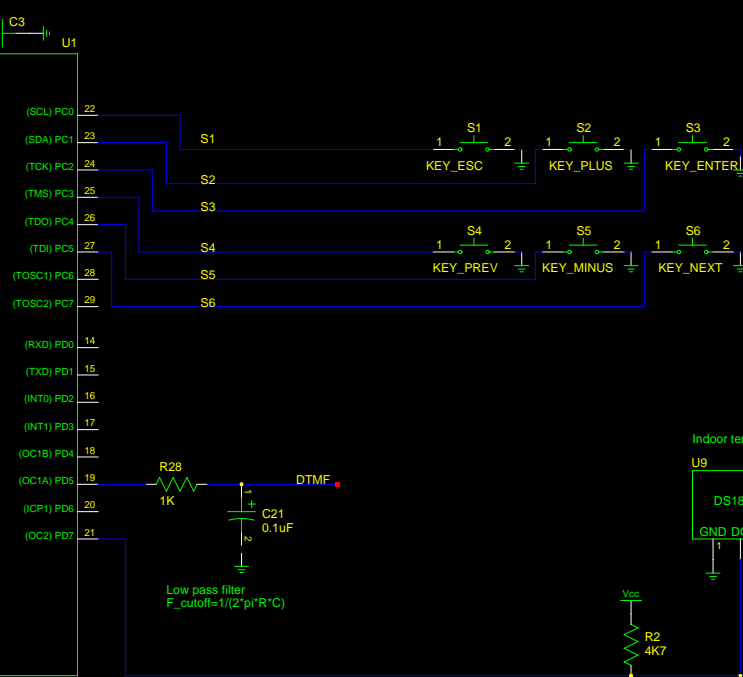 C3
U1
(SCL) PC0 22
(SDA) PC1 23
(TCK) PC2 24
(TMS) PC3 25
(TDO) PC4 26
(TDI) PC5 27
(TOSC1) PC6 28
(TOSC2) PC7 29
(RXD) PD0 14
(TXD) PD1 15
(INT0) PD2 16
(INT1) PD3 17
(OC1B) PD4 18
(OC1A) PD5 19
(ICP1) PD6 20
(OC2) PD7 21
S1
S2
S3
S4
S5
S6
S1
1 2
KEY_ESC
S2
1 2
KEY_PLUS
S3
1 2
KEY_ENTER
S4
1 2
KEY_PREV
S5
1 2
KEY_MINUS
S6
1 2
KEY_NEXT
R28
1K
DTMF
1
+
C21
0.1uF
2
Low pass filter
F_cutoff=1/(2*pi*R*C)
Indoor
U9
DS18
GND
1
Vcc
R2
4K7